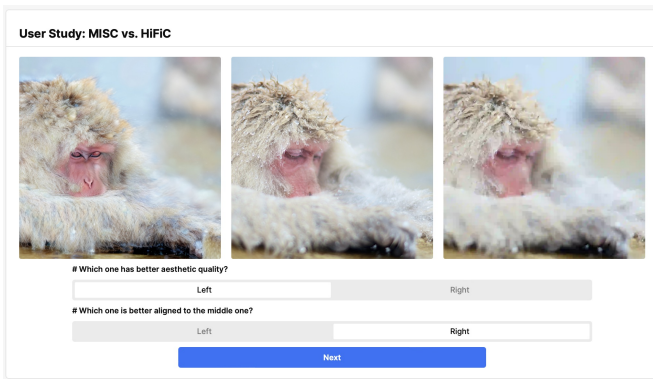 User Study: MISC vs. HiFiC
# Which one has better aesthetic quality?
Left Right
# Which one is better aligned to the middle one?
Left Right
Next